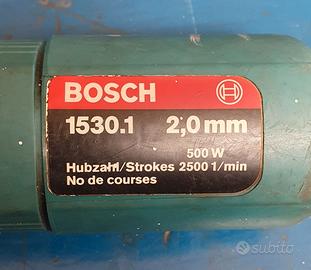 BOSCH
1530.1 2,0 mm
500 W
Hubzahl/Strokes 2500 1/min
No de courses
subito